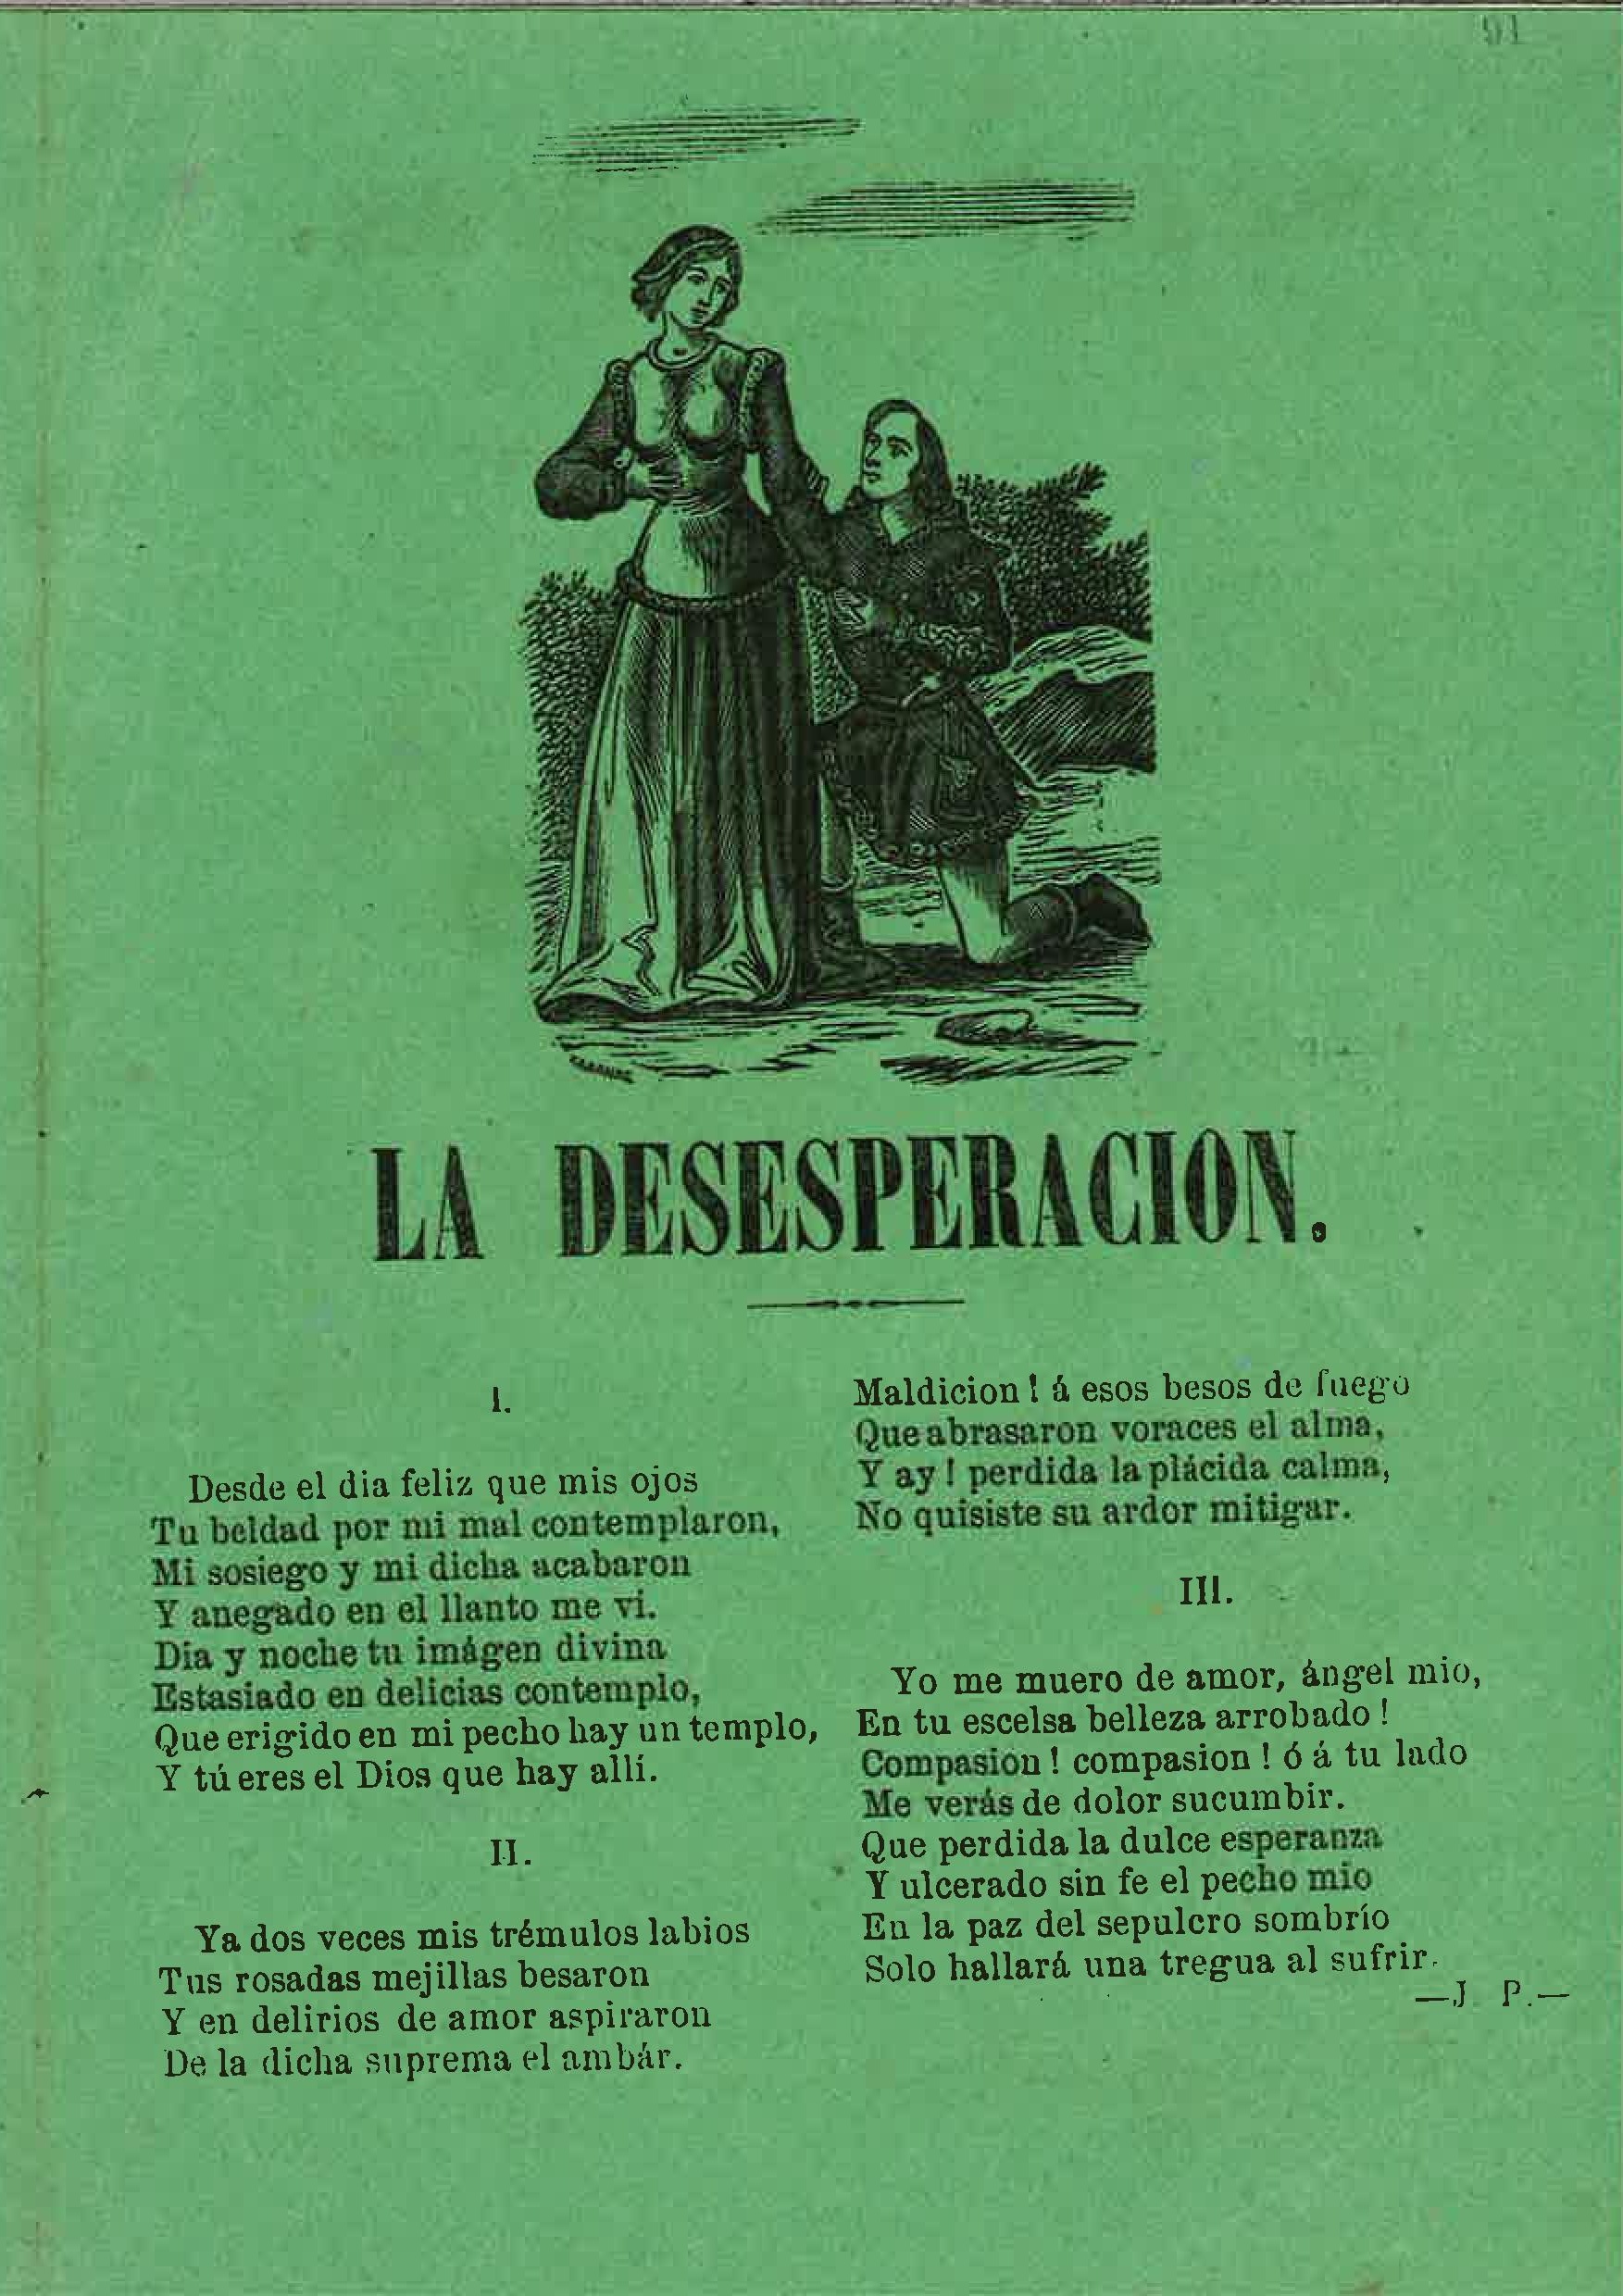 LA DESESPERACION.
I.
Desde el dia feliz que mis ojos
Tu beldad por mi mal contemplaron,
Mi sosiego y mi dicha acabaron
Y anegado en el llanto me vi.
Dia y noche tu imágen divina
Estasiado en delicias contemplo,
Que erigido en mi pecho hay un templo,
Y tú eres el Dios que hay allí.
II.
Ya dos veces mis trémulos labios
Tus rosadas mejillas besaron
Y en delirios de amor aspiraron
De la dicha suprema el ambár.
Maldicion! á esos besos de fuego
Que abrasaron voraces el alma,
Y ay! perdida la plácida calma,
No quisiste su ardor mitigar.
III.
Yo me muero de amor, ángel mio,
En tu escelsa belleza arrobado!
Compasion! compasion! ó á tu lado
Me verás de dolor sucumbir.
Que perdida la dulce esperanza
Y ulcerado sin fe el pecho mio
En la paz del sepulcro sombrío
Solo hallará una tregua al sufrir.
—J. P.—